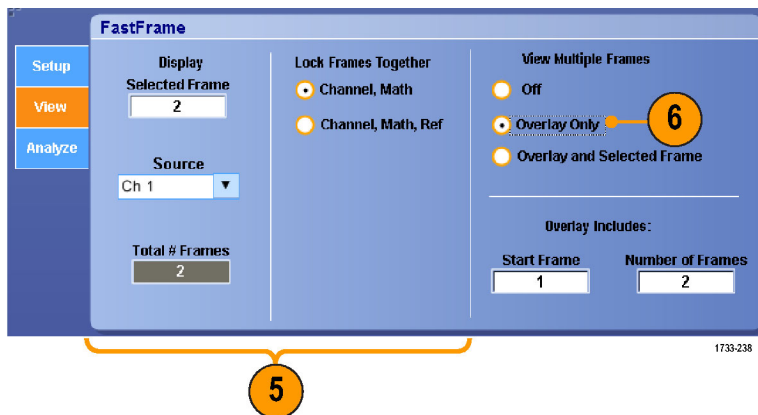 FastFrame
Setup
View
Analyze
Display
Selected Frame
2
Source
Ch 1
Total # Frames
2
Lock Frames Together
Channel, Math
Channel, Math, Ref
View Multiple Frames
Off
Overlay Only
6
Overlay and Selected Frame
Overlay Includes:
Start Frame
1
Number of Frames
2
1733-238
5